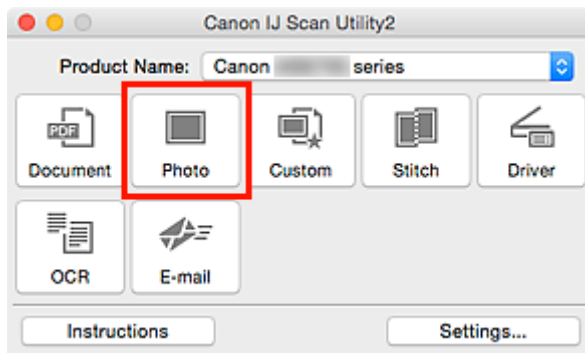 Canon IJ Scan Utility2
Product Name: Canon series
PDF
Document Photo Custom Stitch Driver
OCR E-mail
Instructions Settings...